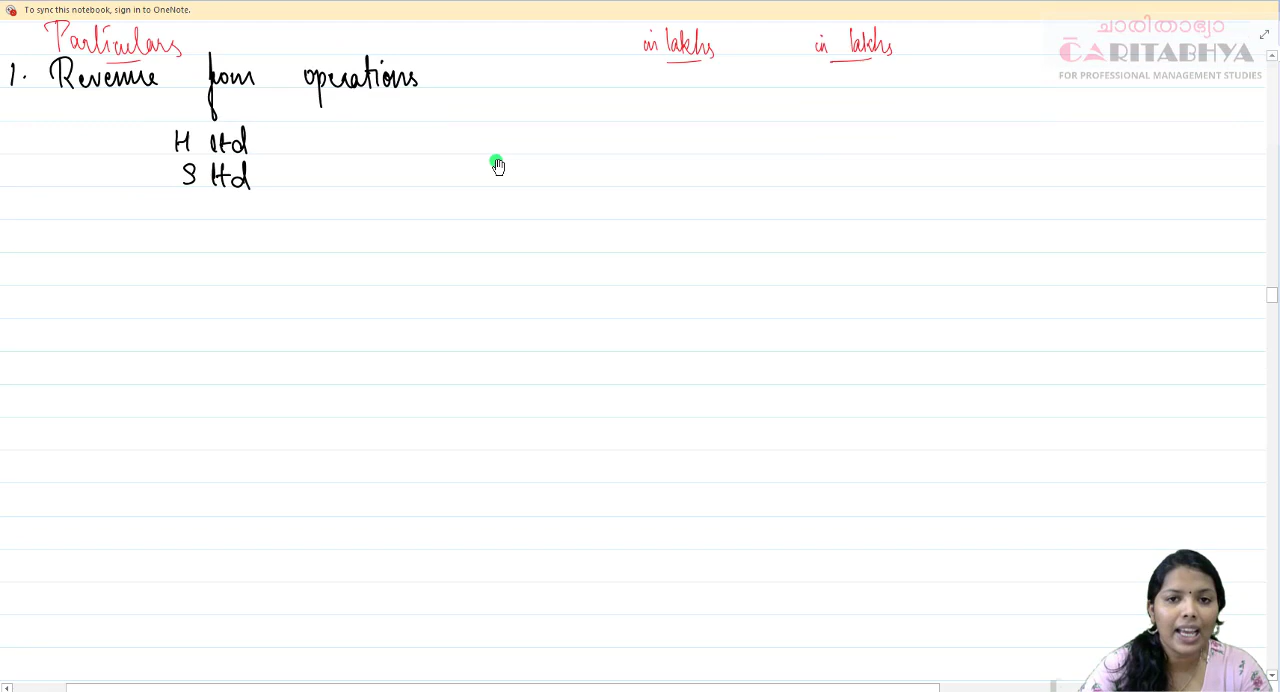 To sync this notebook, sign in to OneNote.
Particulars in lakhs in lakhs
ചാരിതാഭ്യാ
CARITABHYA
FOR PROFESSIONAL MANAGEMENT STUDIES
1. Revenue from operations
H ltd
S ltd